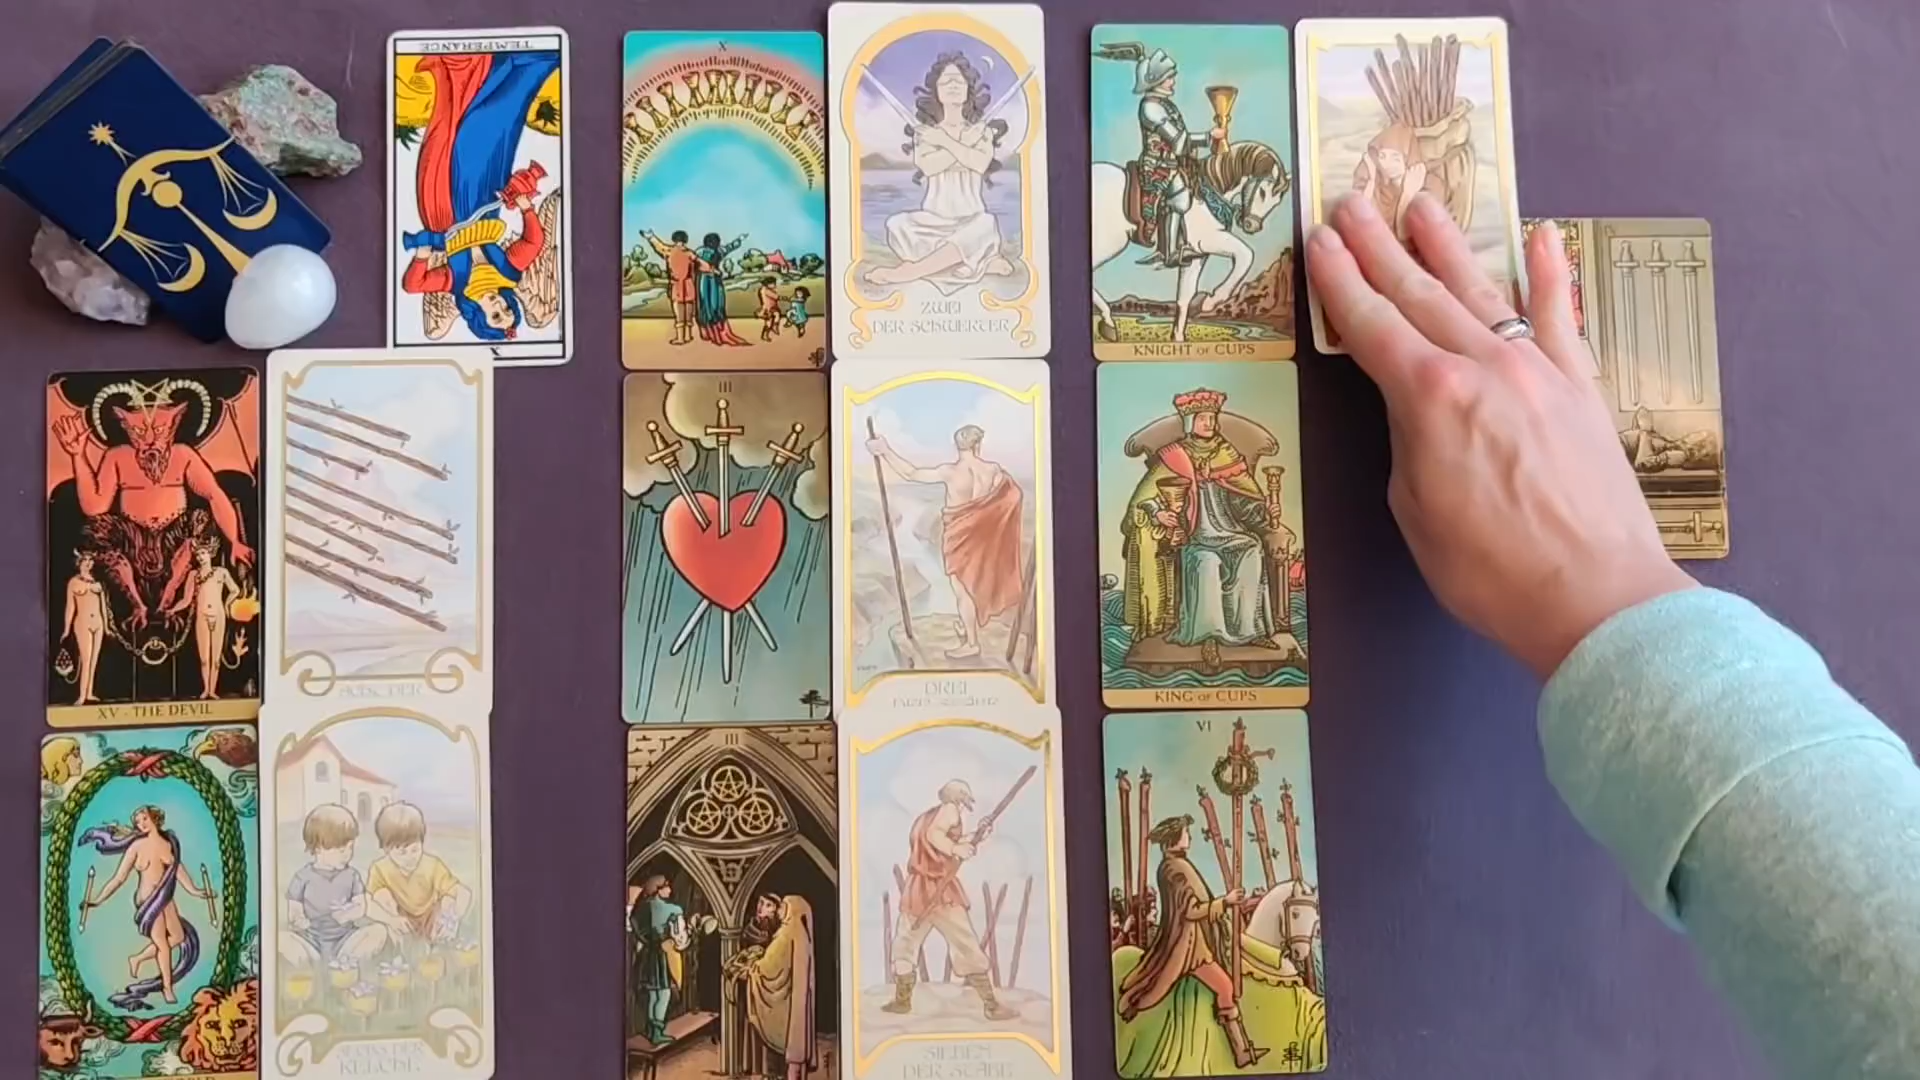 TEMPERANCE
X
X
ZWEI
DER SCHWERTER
KNIGHT OF CUPS
XV - THE DEVIL
III
DREI
KING OF CUPS
VI
III
SECHS DER
KELCHE
SIEBEN
DER STÄBE